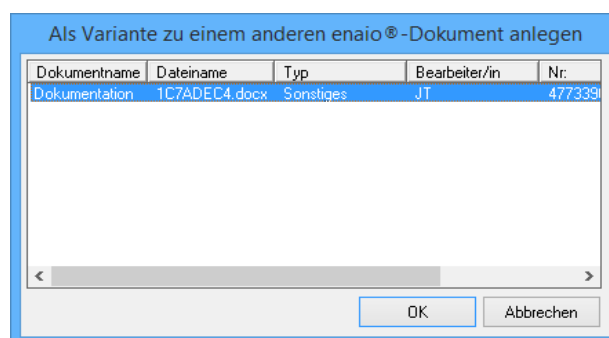 Als Variante zu einem anderen enaio®-Dokument anlegen
Dokumentname Dateiname Typ Bearbeiter/in Nr:
Dokumentation 1C7ADEC4.docx Sonstiges JT 477339
OK Abbrechen